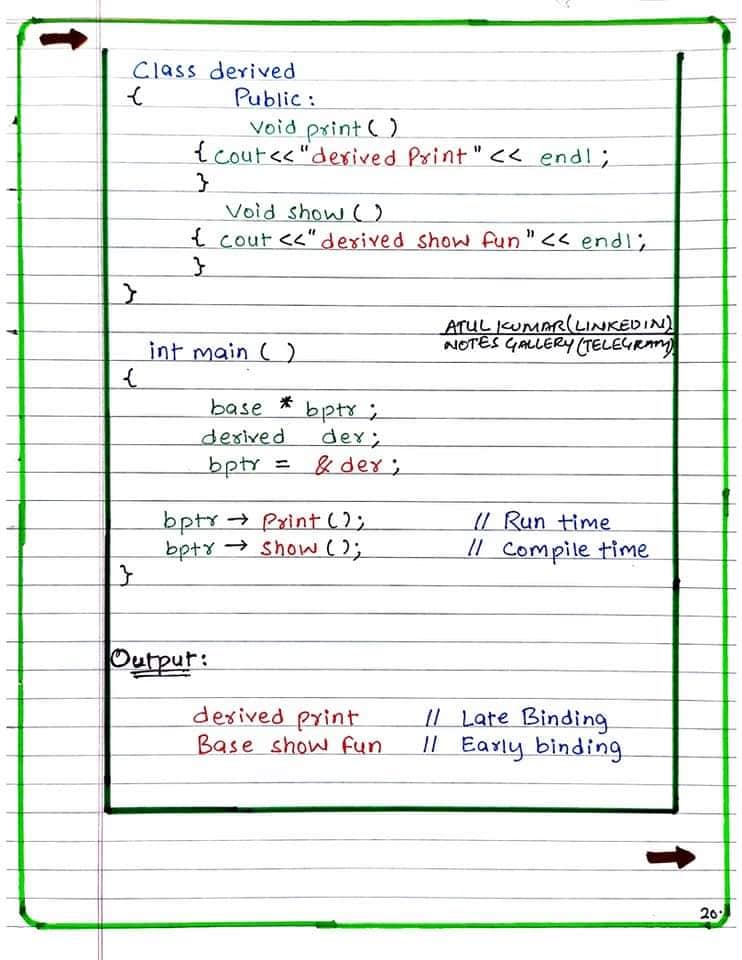 Class derived
{ Public :
Void print ( )
{ cout<<"derived Print" << endl ;
}
Void show ( )
{ cout <<"derived show fun" << endl ;
}
}
ATUL KUMAR (LINKEDIN)
NOTES GALLERY (TELEGRAM)
int main ( )
{
base * bptr ;
derived der ;
bptr = & der ;
bptr → Print ( ) ; // Run time
bptr → Show ( ) ; // Compile time
}
Output :
derived print // Late Binding
Base show fun // Early binding
20.